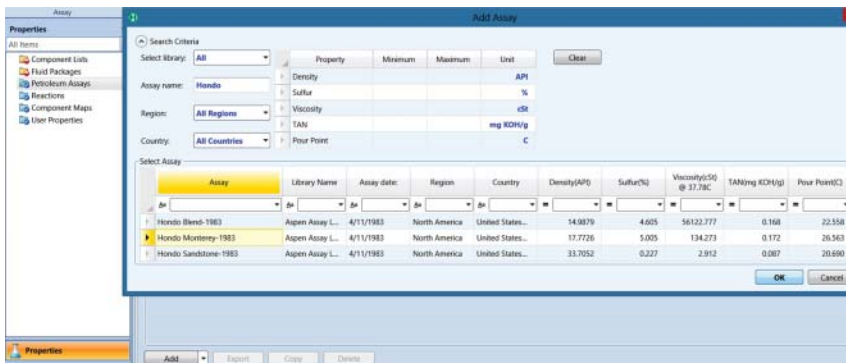 Assay
Add Assay
Properties
All Items
Component Lists
Fluid Packages
Petroleum Assays
Reactions
Component Maps
User Properties
Search Criteria
Select library: All
Assay name: Hondo
Region: All Regions
Country: All Countries
Property Minimum Maximum Unit
Density API
Sulfur %
Viscosity cSt
TAN mg KOH/g
Pour Point C
Clear
Select Assay
Assay Library Name Assay date: Region Country Density(API) Sulfur(%) Viscosity(cSt) @ 37.78C TAN(mg KOH/g) Pour Point(C)
Hondo Blend-1983 Aspen Assay L... 4/11/1983 North America United States... 14.9879 4.605 56122.777 0.168 22.558
Hondo Monterey-1983 Aspen Assay L... 4/11/1983 North America United States... 17.7726 5.005 134.273 0.172 26.563
Hondo Sandstone-1983 Aspen Assay L... 4/11/1983 North America United States... 33.7052 0.227 2.912 0.087 20.690
OK Cancel
Properties
Add Export Copy Delete